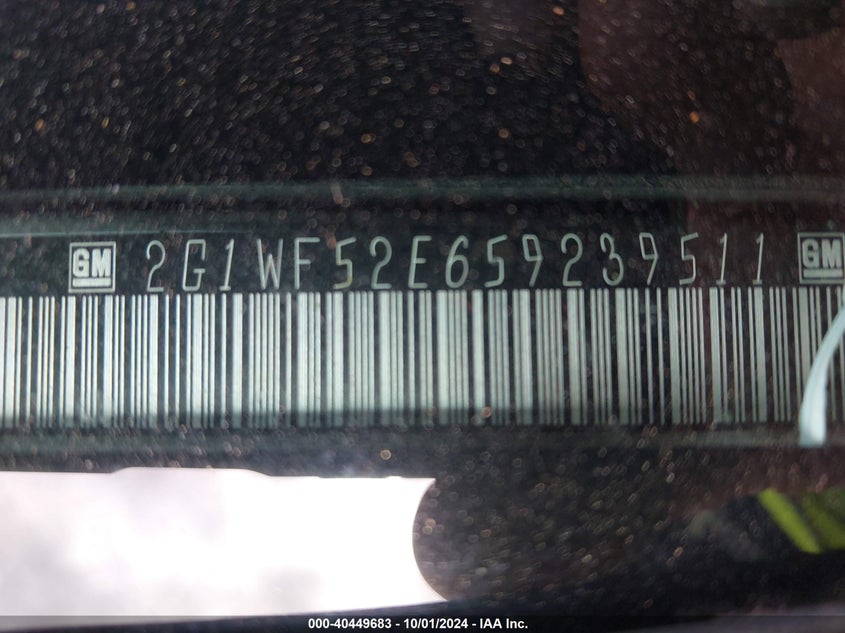 GM 2G1WF52E659239511 GM
000-40449683 - 10/01/2024 - IAA Inc.